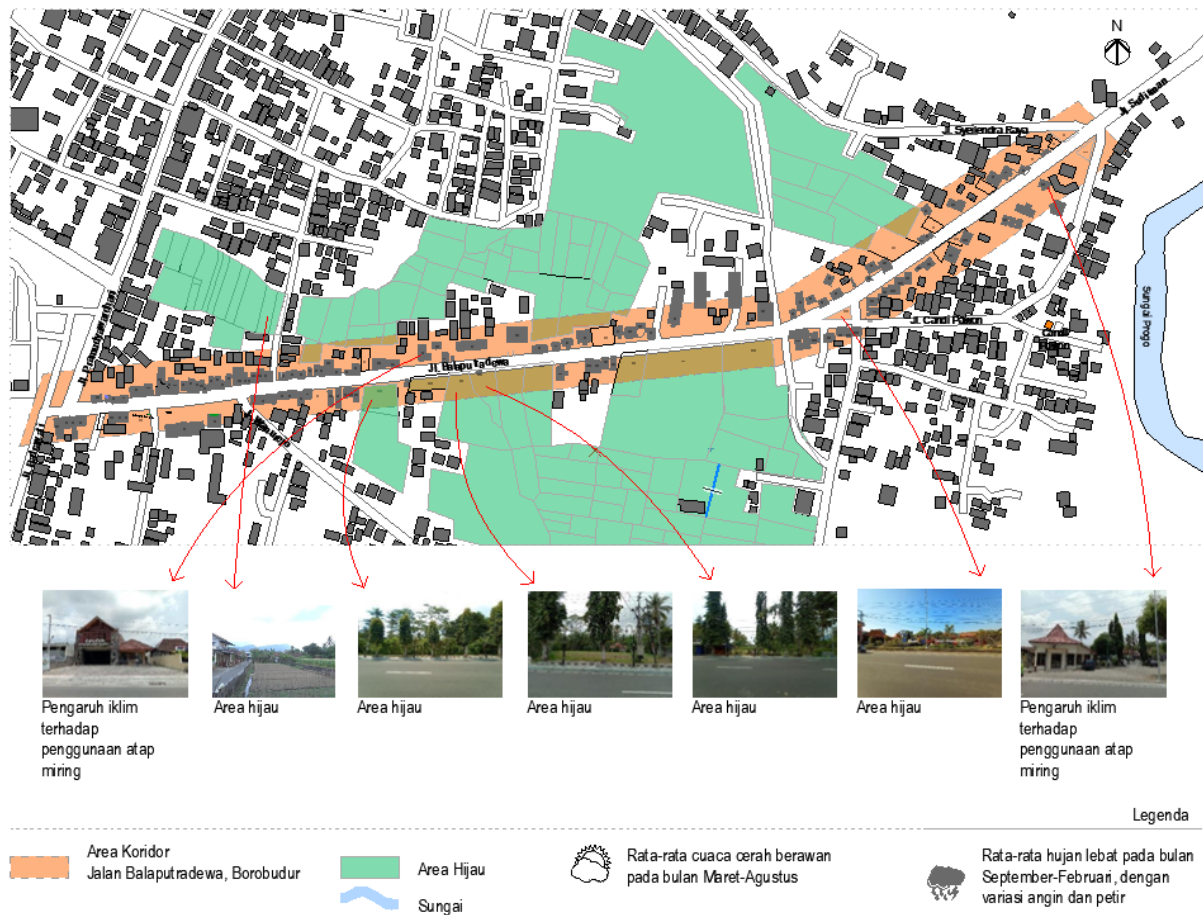 N
Jl. Sudirman
Jl. Syailendra Raya
Jl. Balaputradewa
Jl. Candi Pawon
Candi
Pawon
Sungai Progo
Pengaruh iklim
terhadap
penggunaan atap
miring
Area hijau
Area hijau
Area hijau
Area hijau
Area hijau
Pengaruh iklim
terhadap
penggunaan atap
miring
Legenda
Area Koridor
Jalan Balaputradewa, Borobudur
Area Hijau
Sungai
Rata-rata cuaca cerah berawan
pada bulan Maret-Agustus
Rata-rata hujan lebat pada bulan
September-Februari, dengan
variasi angin dan petir